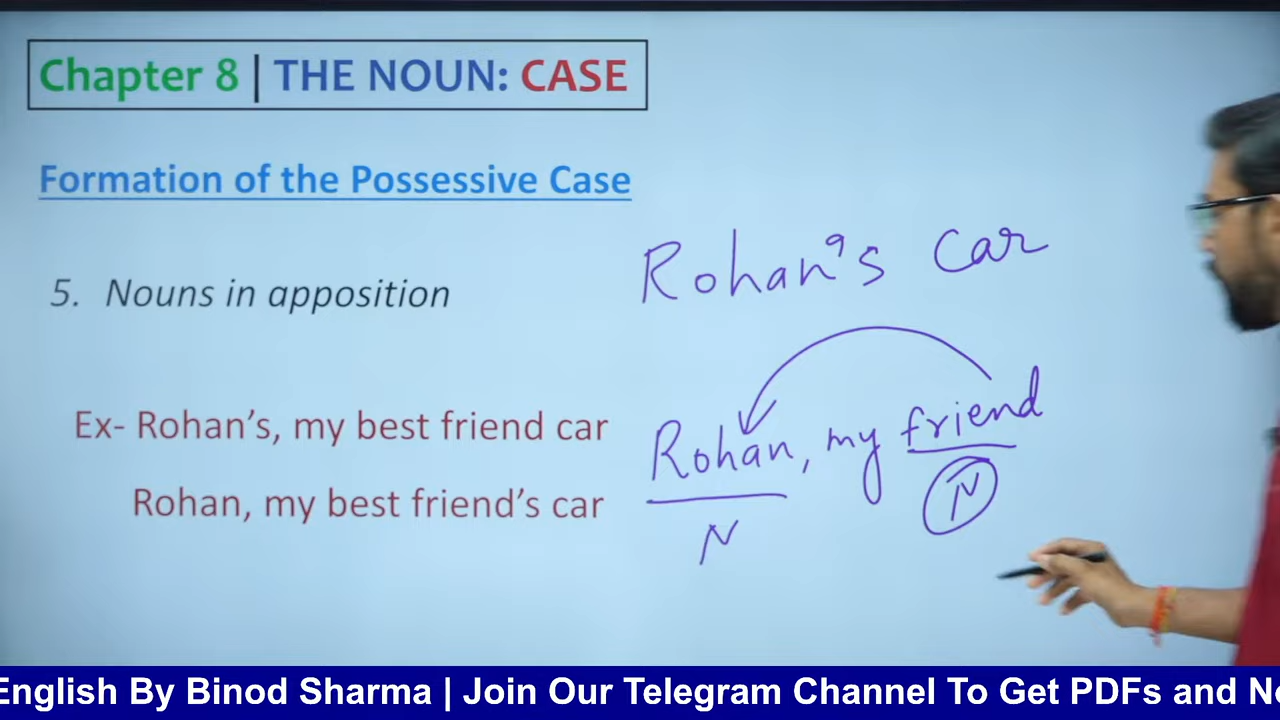 Chapter 8 | THE NOUN: CASE
Formation of the Possessive Case
Rohan's car
5. Nouns in apposition
Ex- Rohan's, my best friend car
Rohan, my best friend's car
Rohan, my friend
N
N
English By Binod Sharma | Join Our Telegram Channel To Get PDFs and